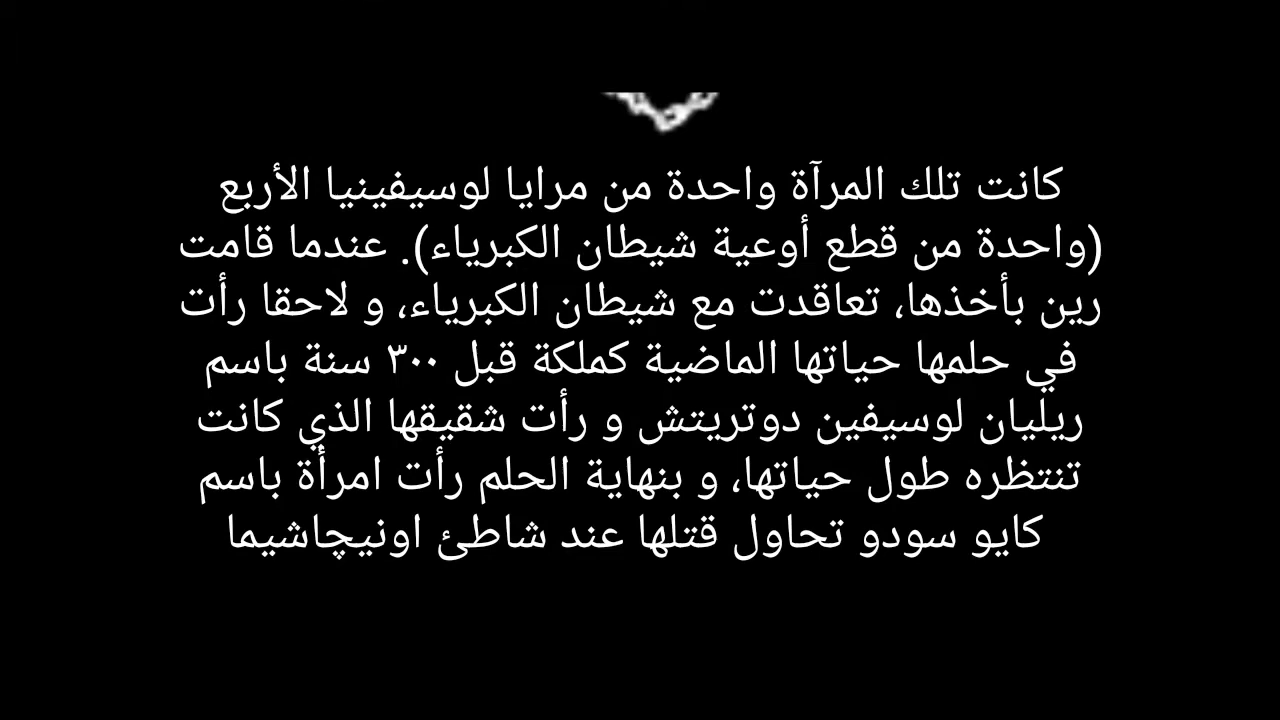 كانت تلك المرآة واحدة من مرايا لوسيفينيا الأربع
(واحدة من قطع أوعية شيطان الكبرياء). عندما قامت
رين بأخذها، تعاقدت مع شيطان الكبرياء، و لاحقا رأت
في حلمها حياتها الماضية كملكة قبل ٣٠٠ سنة باسم
ريليان لوسيفين دوتريتش و رأت شقيقها الذي كانت
تنتظره طول حياتها، و بنهاية الحلم رأت امرأة باسم
كايو سودو تحاول قتلها عند شاطئ اونيچاشيما